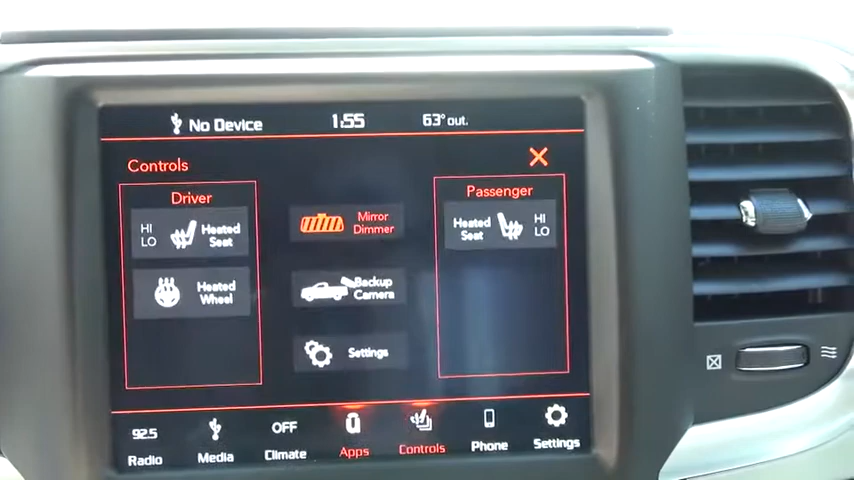 No Device 1:55 63° out.
Controls
Driver
HI
LO
Heated
Seat
Heated
Wheel
Mirror
Dimmer
Backup
Camera
Settings
Passenger
Heated
Seat
HI
LO
92.5
Radio
Media
OFF
Climate
Apps
Controls
Phone
Settings